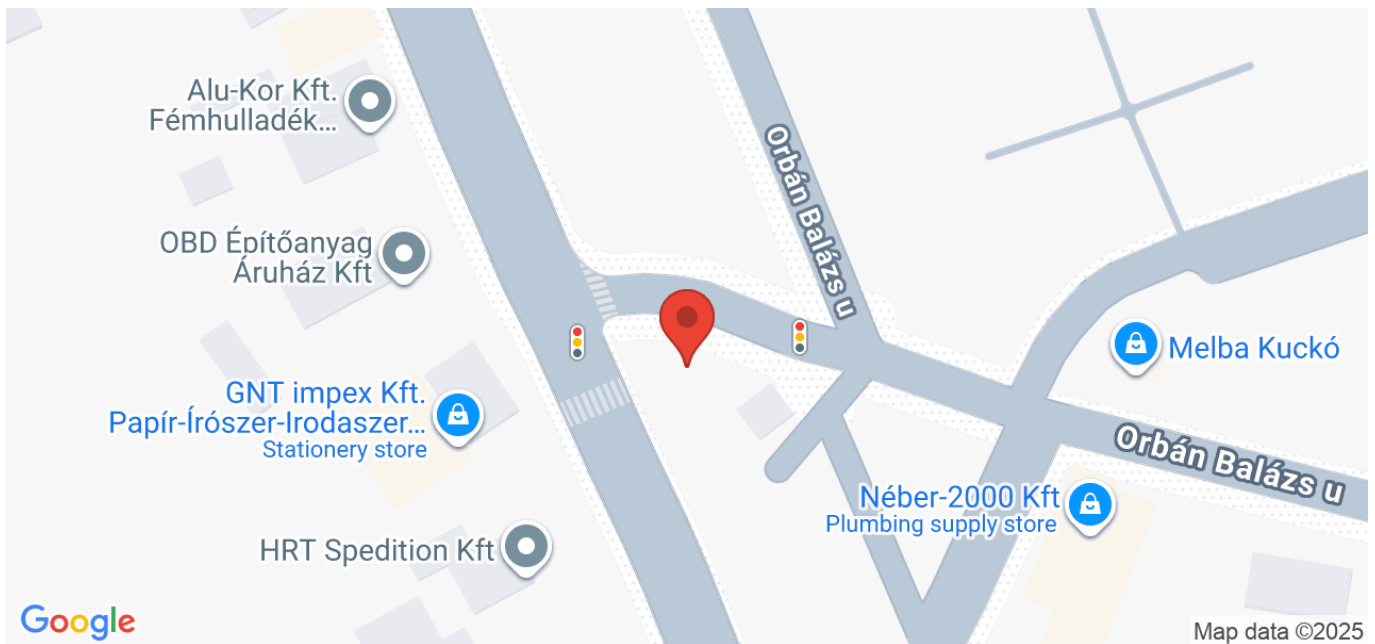 Alu-Kor Kft.
Fémhulladék...
Orbán Balázs u
OBD Építőanyag
Áruház Kft
Melba Kuckó
GNT impex Kft.
Papír-Írószer-Irodaszer...
Stationery store
Orbán Balázs u
Néber-2000 Kft
Plumbing supply store
HRT Spedition Kft
Google
Map data ©2025